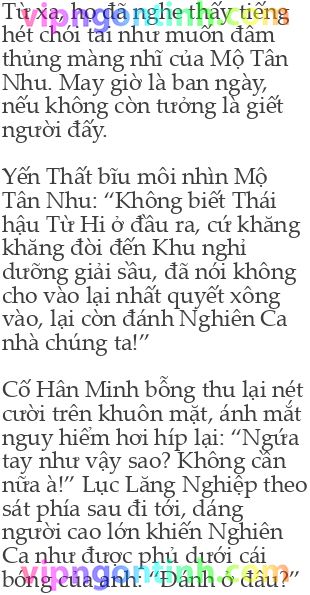 Từ xa, họ đã nghe thấy tiếng
hét chói tai như muốn đâm
thủng màng nhĩ của Mộ Tân
Nhu. May giờ là ban ngày,
nếu không còn tưởng là giết
người đấy.
Yến Thất bĩu môi nhìn Mộ
Tân Nhu: “Không biết Thái
hậu Từ Hi ở đâu ra, cứ khăng
khăng đòi đến Khu nghỉ
dưỡng giải sầu, đã nói không
cho vào lại nhất quyết xông
vào, lại còn đánh Nghiên Ca
nhà chúng ta!”
Cố Hân Minh bỗng thu lại nét
cười trên khuôn mặt, ánh mắt
nguy hiểm hơi híp lại: “Ngứa
tay như vậy sao? Không cần
nữa à!” Lục Lăng Nghiệp theo
sát phía sau đi tới, dáng
người cao lớn khiến Nghiên
Ca như được phủ dưới cái
bóng của anh. “Đánh ở đâu?”
vipngontinh.com
vipngontinh.com